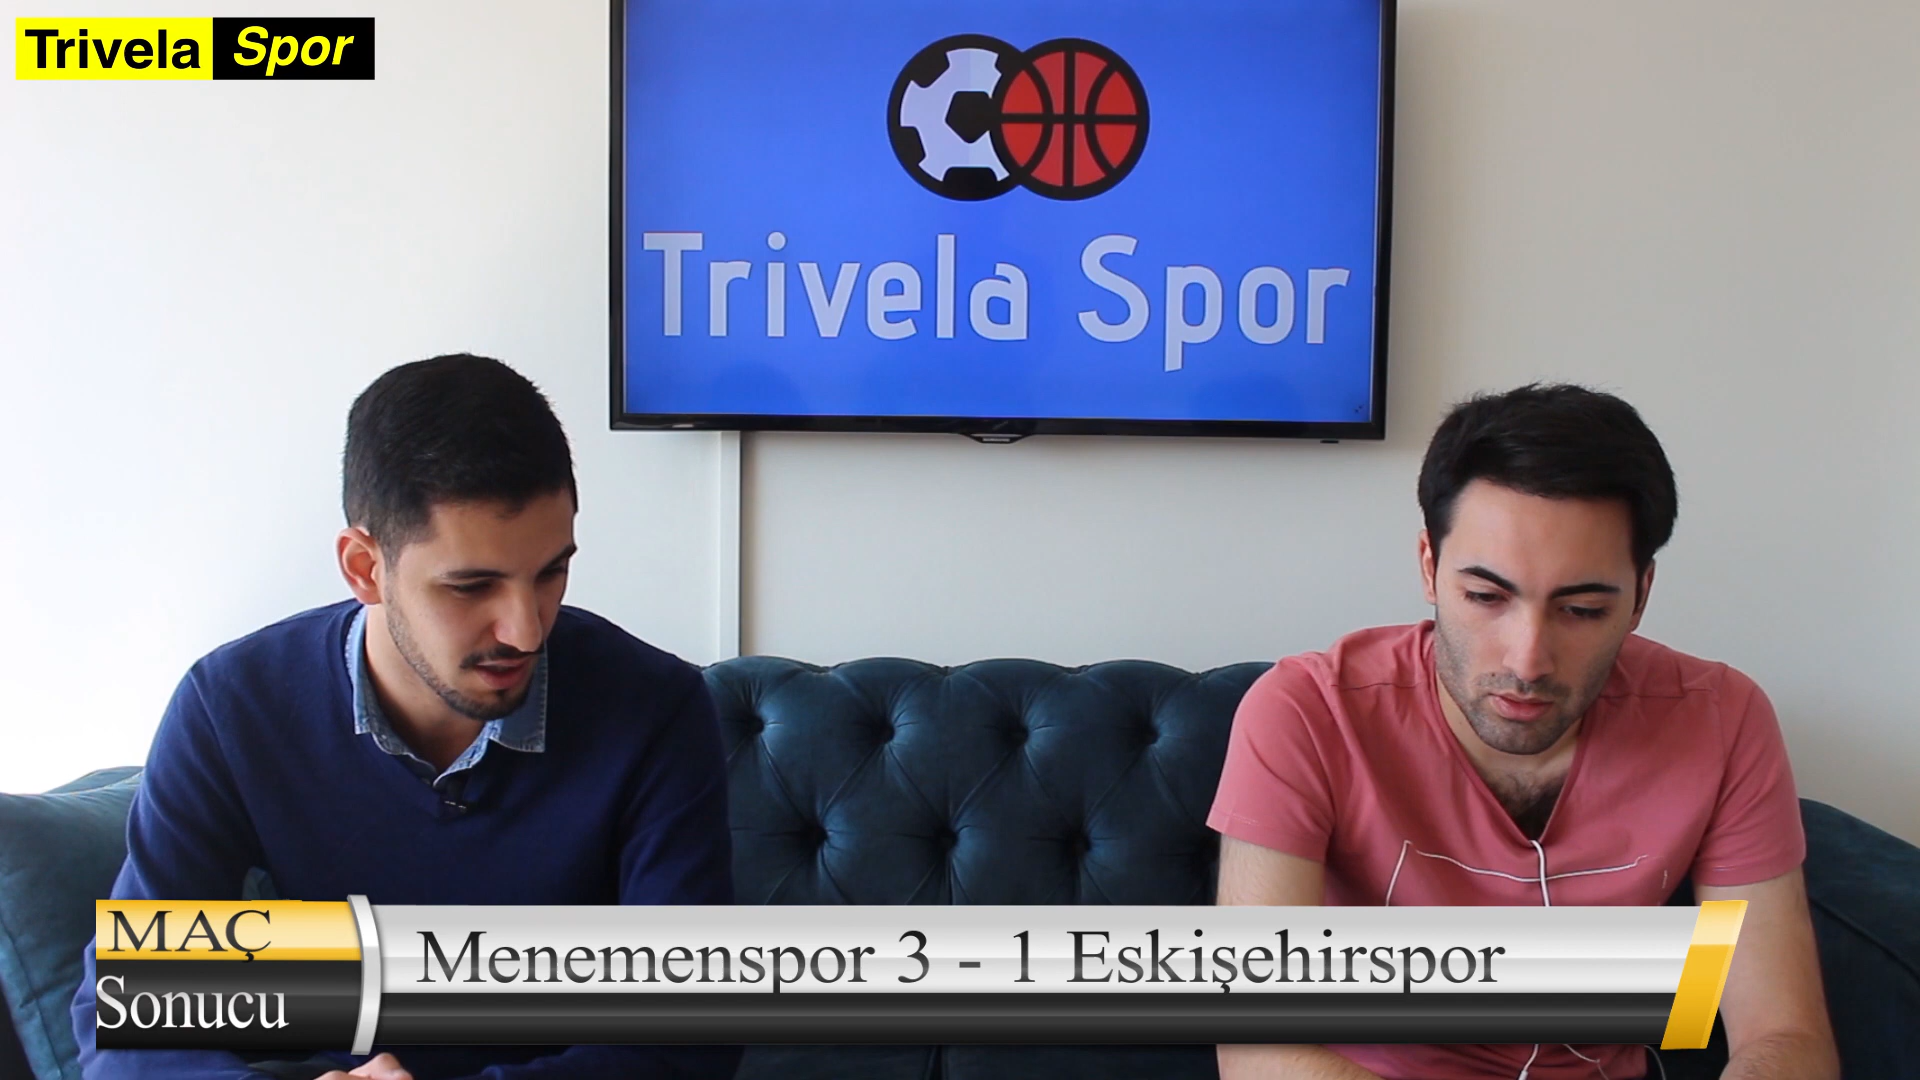 Trivela Spor
Trivela Spor
MAÇ
Sonucu
Menemenspor 3 - 1 Eskişehirspor